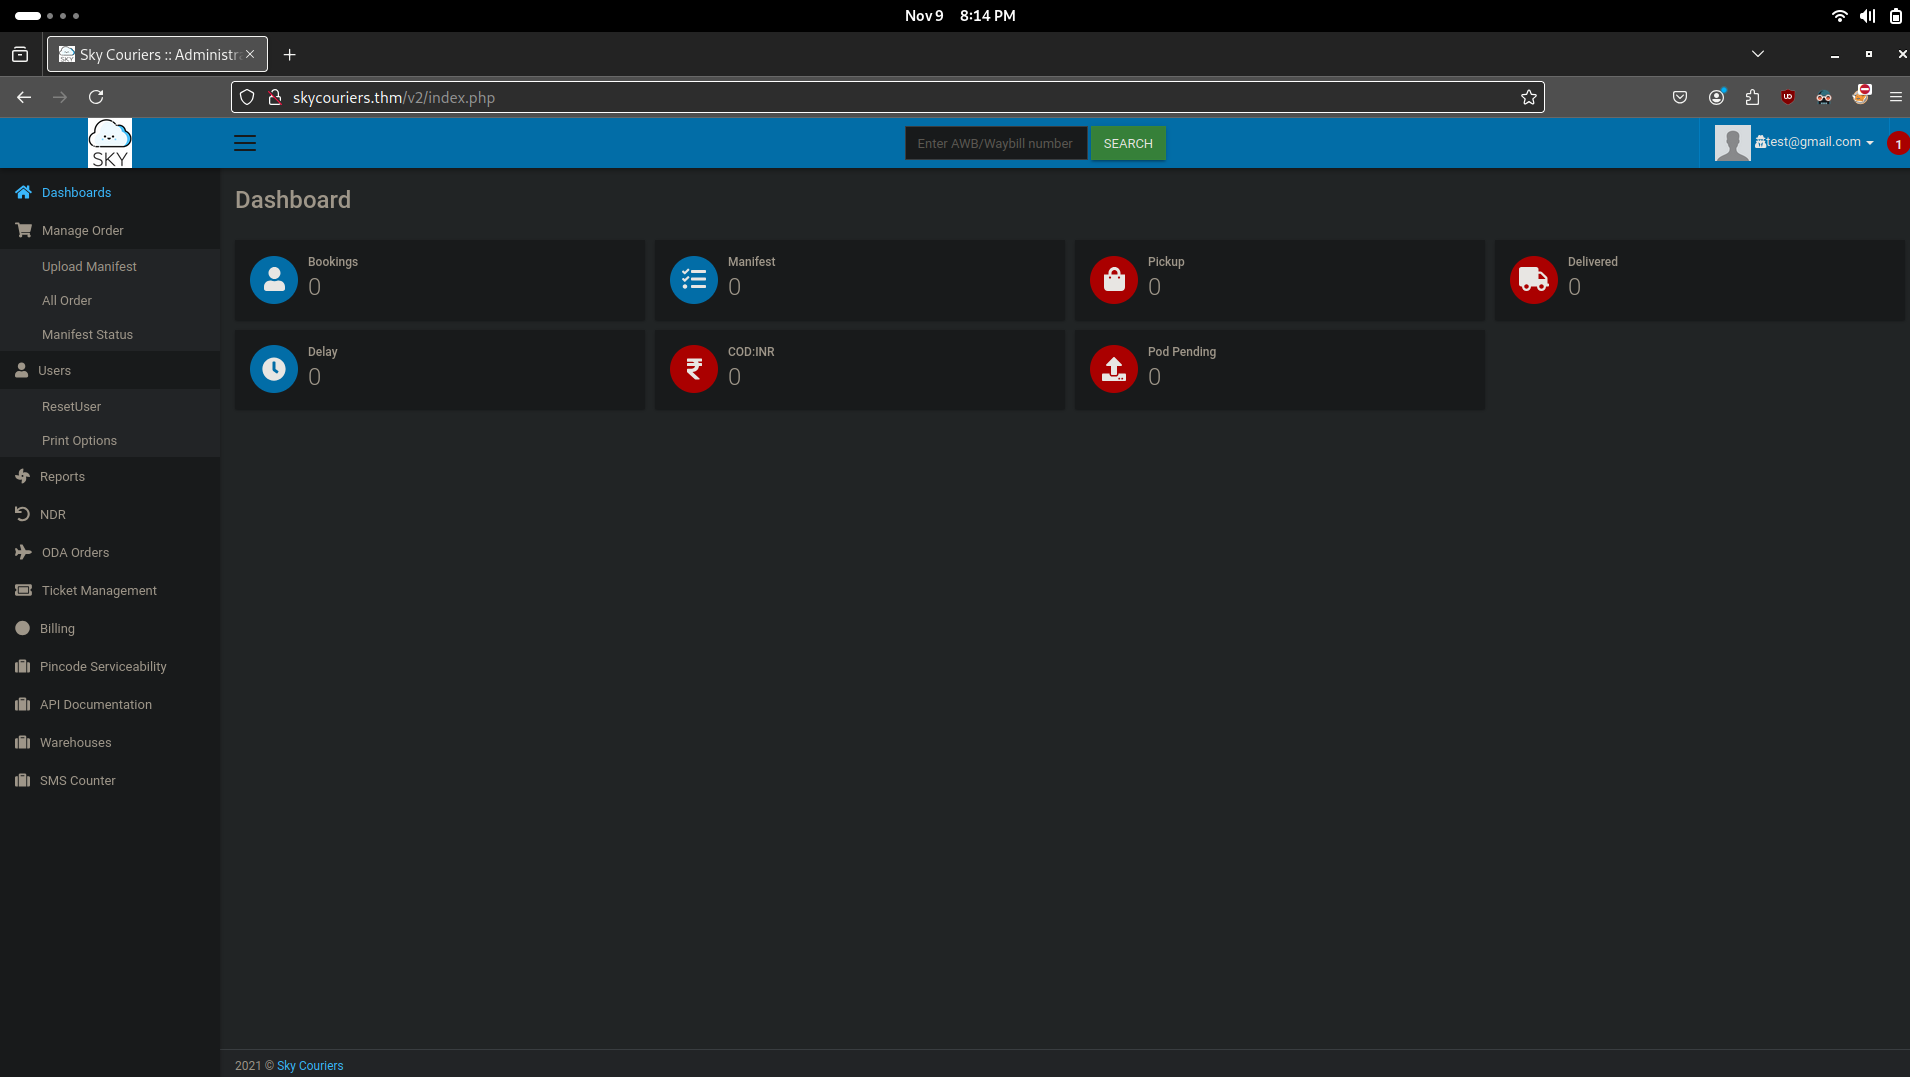 Nov 9 8:14 PM
Sky Couriers :: Administra
skycouriers.thm/v2/index.php
SKY
Enter AWB/Waybill number
SEARCH
test@gmail.com
1
Dashboards
Manage Order
Upload Manifest
All Order
Manifest Status
Users
ResetUser
Print Options
Reports
NDR
ODA Orders
Ticket Management
Billing
Pincode Serviceability
API Documentation
Warehouses
SMS Counter
Dashboard
Bookings
0
Manifest
0
Pickup
0
Delivered
0
Delay
0
COD:INR
0
Pod Pending
0
2021 © Sky Couriers